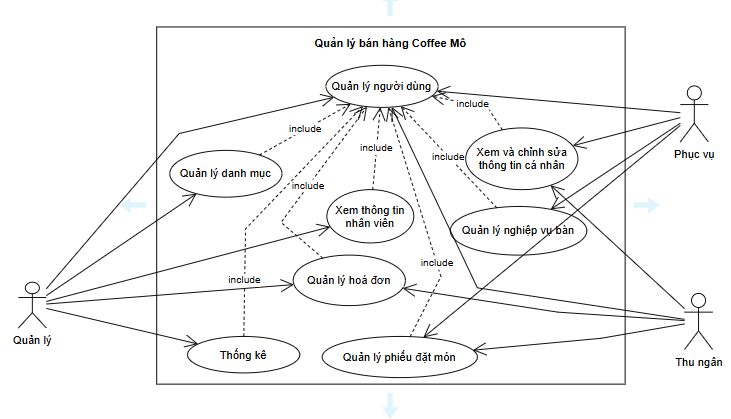 Quản lý bán hàng Coffee Mô
Quản lý người dùng
include
include
include
include
include
include
include
Xem và chỉnh sửa
thông tin cá nhân
Phục vụ
Quản lý danh mục
Xem thông tin
nhân viên
Quản lý nghiệp vụ bàn
Quản lý hoá đơn
Quản lý
Thống kê
Quản lý phiếu đặt món
Thu ngân